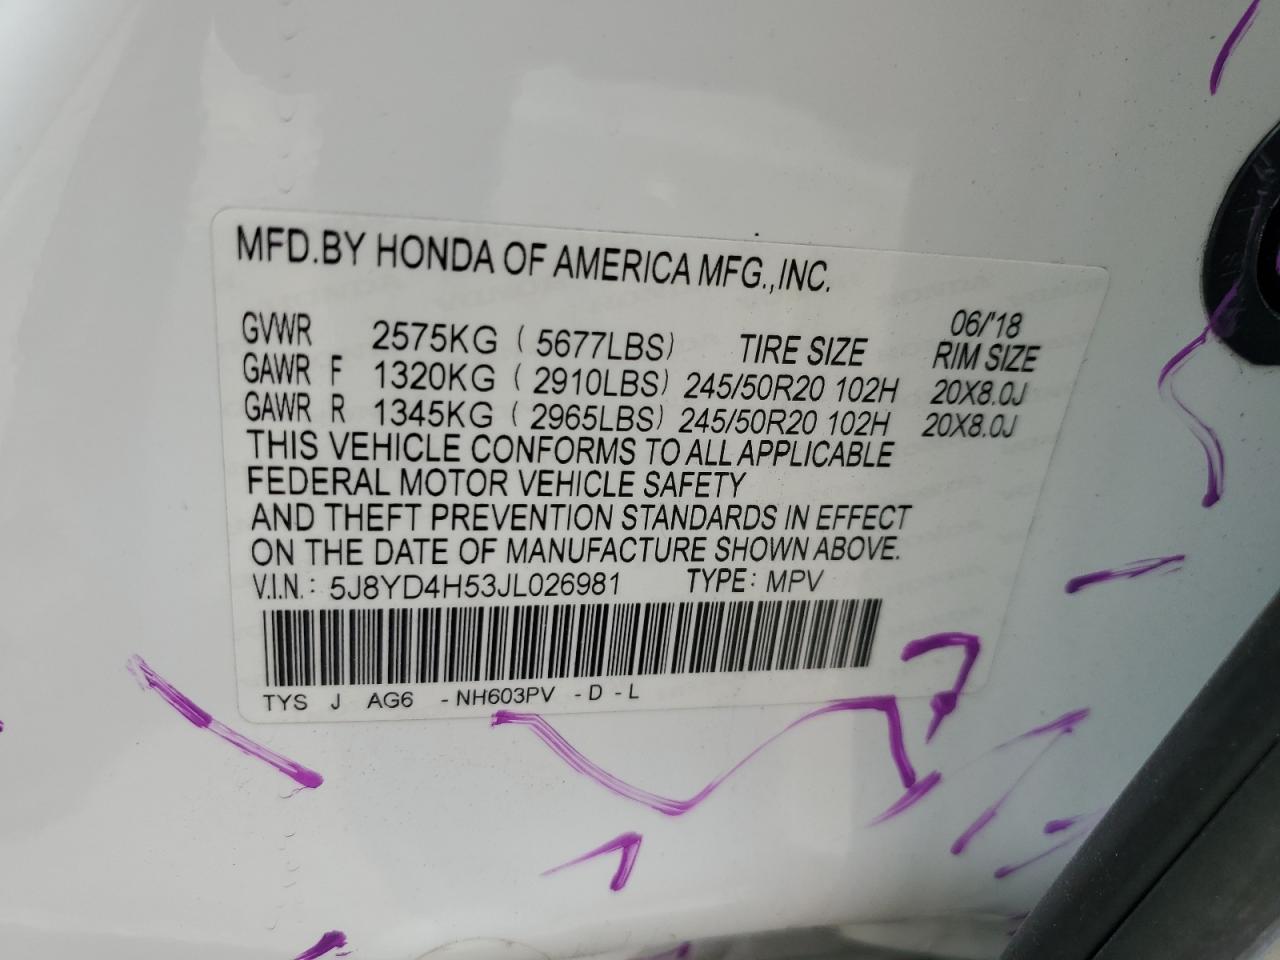 MFD.BY HONDA OF AMERICA MFG.,INC.
06/'18
GVWR 2575KG ( 5677LBS) TIRE SIZE RIM SIZE
GAWR F 1320KG ( 2910LBS) 245/50R20 102H 20X8.0J
GAWR R 1345KG ( 2965LBS) 245/50R20 102H 20X8.0J
THIS VEHICLE CONFORMS TO ALL APPLICABLE
FEDERAL MOTOR VEHICLE SAFETY
AND THEFT PREVENTION STANDARDS IN EFFECT
ON THE DATE OF MANUFACTURE SHOWN ABOVE.
V.I.N.: 5J8YD4H53JL026981 TYPE: MPV
TYS J AG6 -NH603PV -D -L